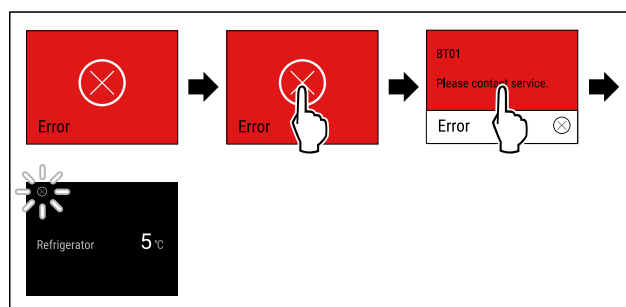 Error
Error
BT01
Please contact service.
Error
Refrigerator 5 °C